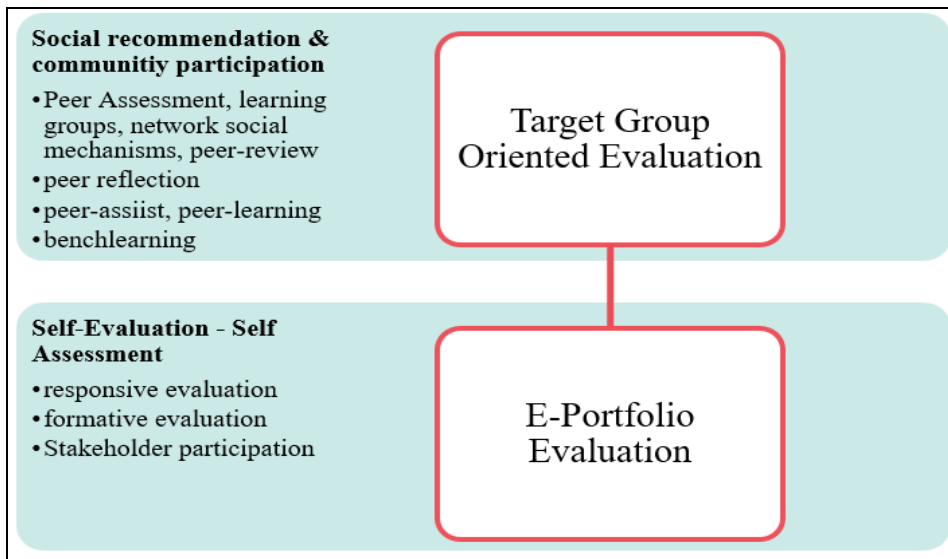 Social recommendation &
communitiy participation
•Peer Assessment, learning
groups, network social
mechanisms, peer-review
•peer reflection
•peer-assiist, peer-learning
•benchlearning
Target Group
Oriented Evaluation
Self-Evaluation - Self
Assessment
•responsive evaluation
•formative evaluation
•Stakeholder participation
E-Portfolio
Evaluation